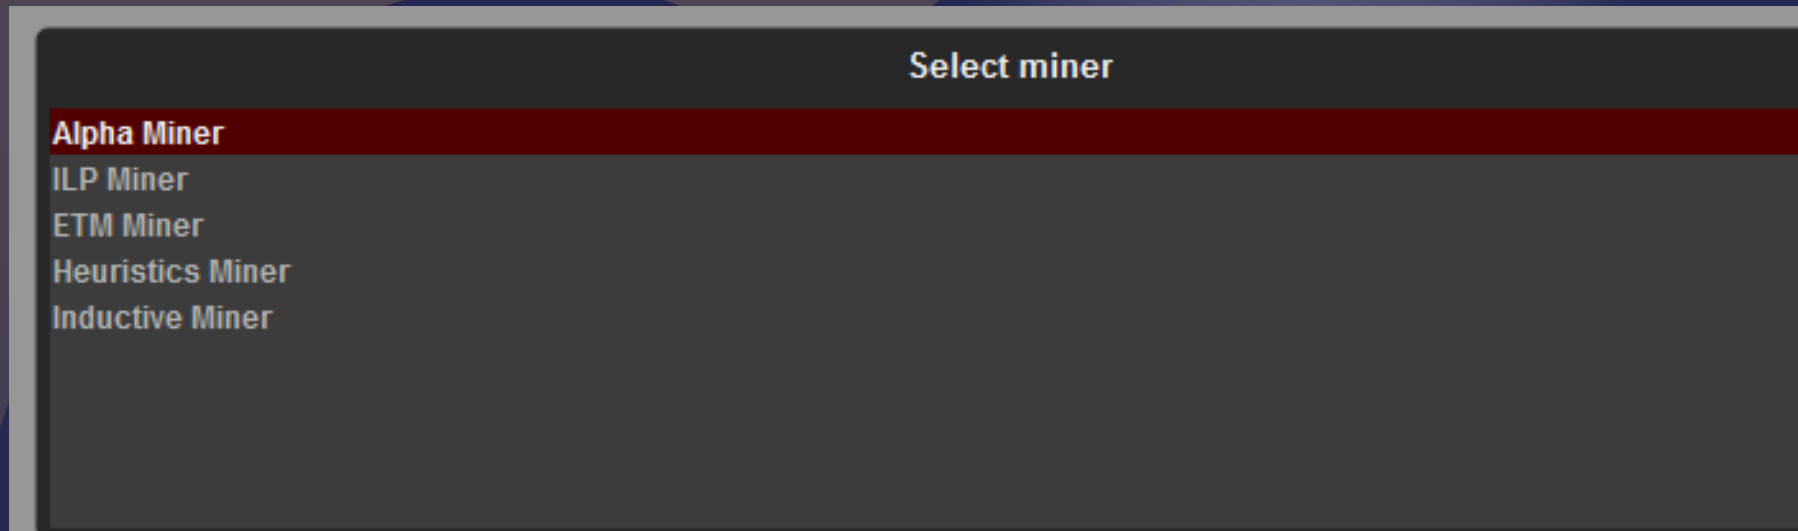 Select miner
Alpha Miner
ILP Miner
ETM Miner
Heuristics Miner
Inductive Miner